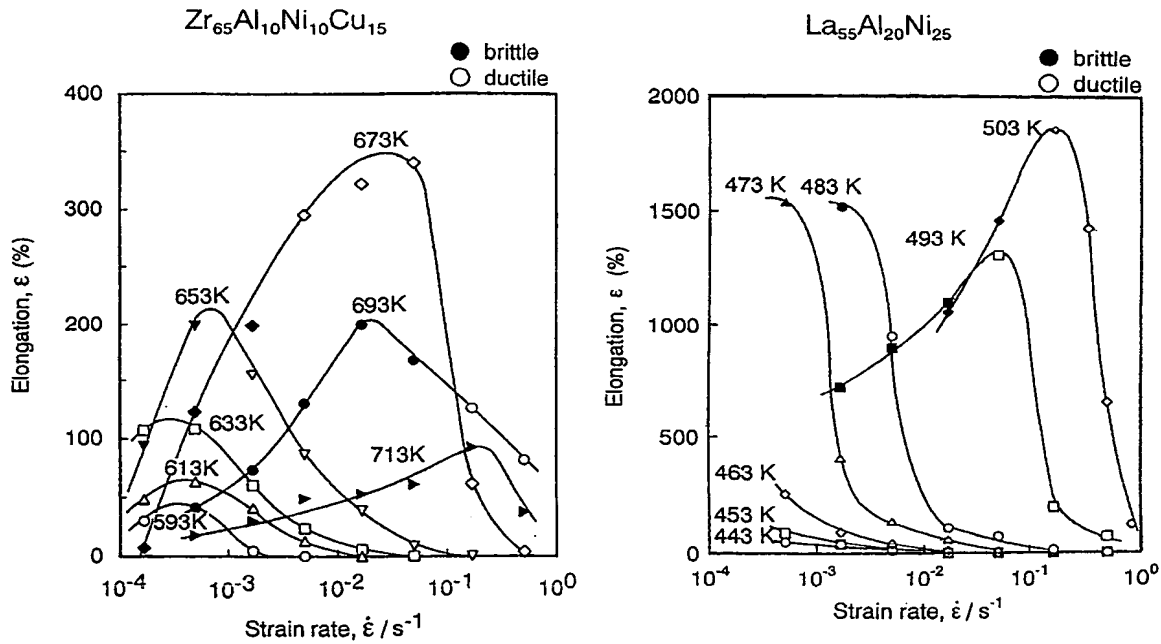 Zr65Al10Ni10Cu15
● brittle
○ ductile
400
300
200
100
0
Elongation, ε (%)
673K
653K
693K
633K
713K
613K
593K
10-4
10-3
10-2
10-1
100
Strain rate, ε̇ / s-1
La55Al20Ni25
● brittle
○ ductile
2000
1500
1000
500
0
Elongation, ε (%)
503 K
473 K
483 K
493 K
463 K
453 K
443 K
10-4
10-3
10-2
10-1
100
Strain rate, ε̇ / s-1